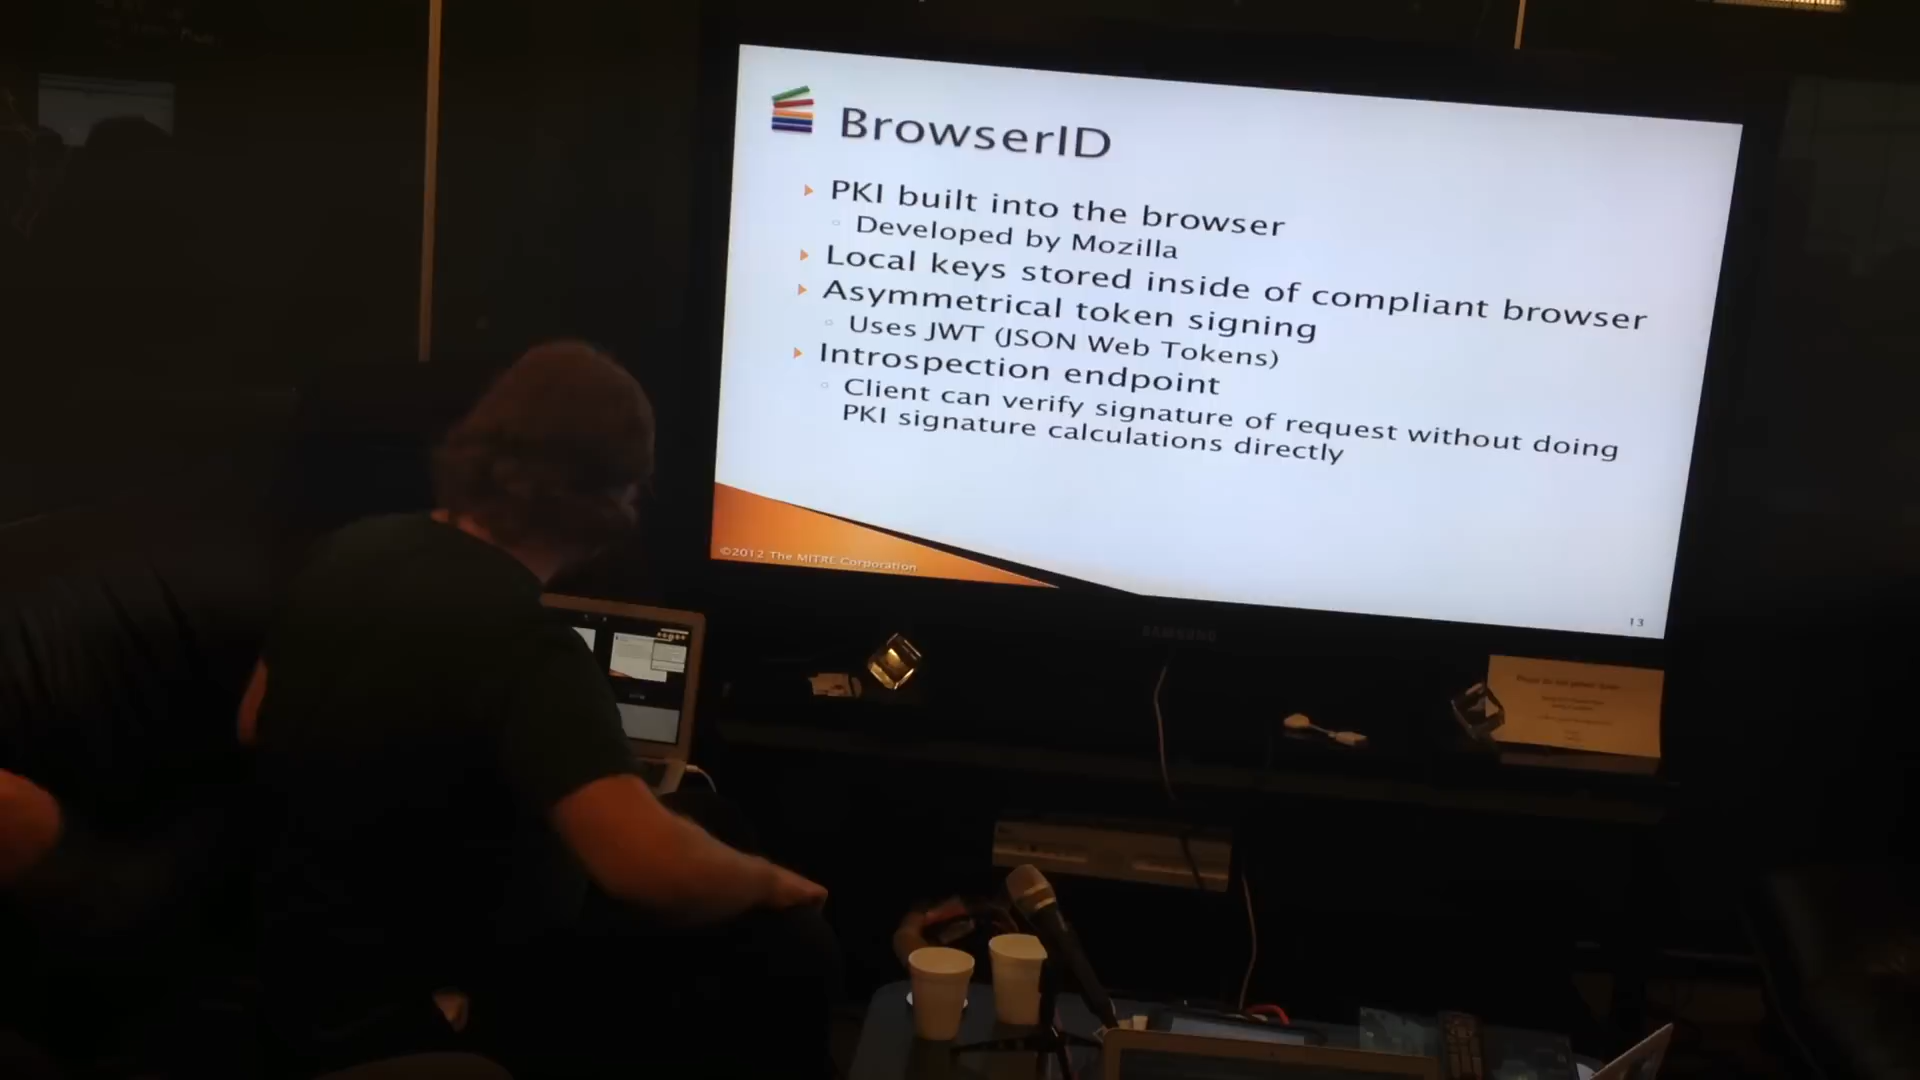 BrowserID
PKI built into the browser
Developed by Mozilla
Local keys stored inside of compliant browser
Asymmetrical token signing
Uses JWT (JSON Web Tokens)
Introspection endpoint
Client can verify signature of request without doing
PKI signature calculations directly
©2012 The MITRE Corporation
13
SAMSUNG